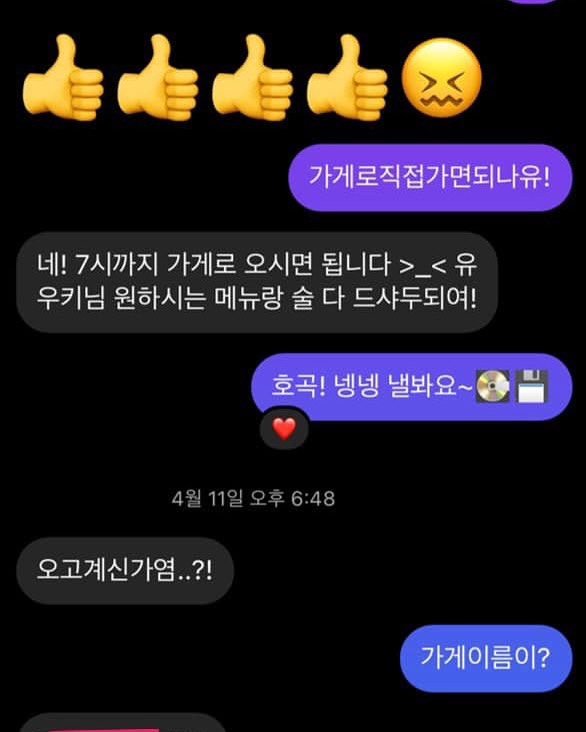 👍👍👍👍😖
가게로직접가면되나유!
네! 7시까지 가게로 오시면 됩니다 >_< 유
우키님 원하시는 메뉴랑 술 다 드샤두되여!
호곡! 넹넹 낼봐요~💽💾
❤️
4월 11일 오후 6:48
오고계신가염..?!
가게이름이?